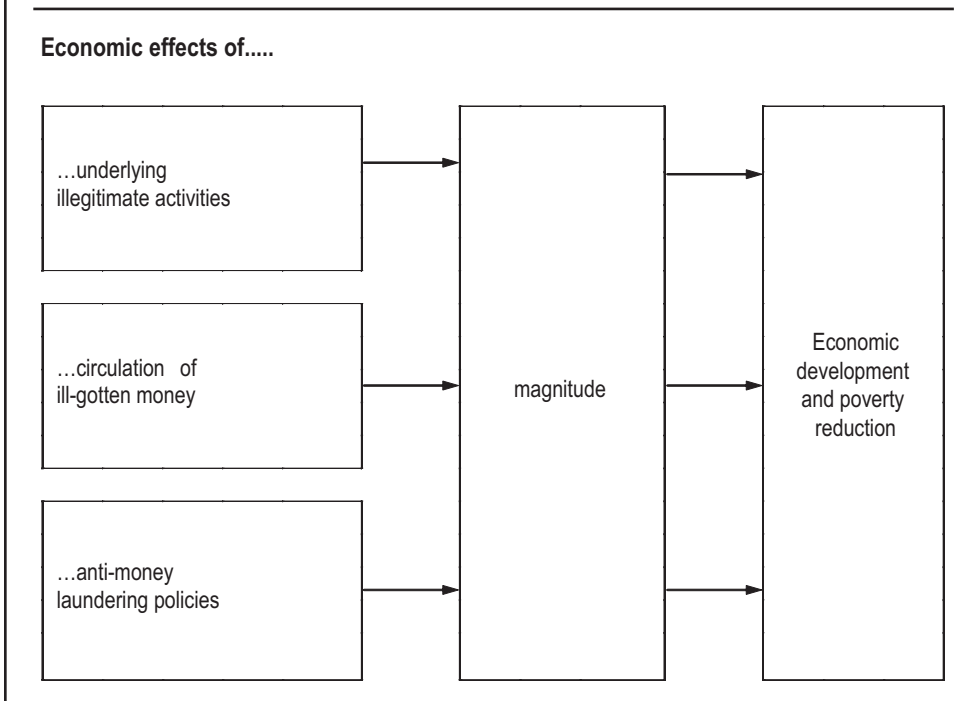 Economic effects of.....
…underlying
illegitimate activities
…circulation of
ill-gotten money
…anti-money
laundering policies
magnitude
Economic
development
and poverty
reduction